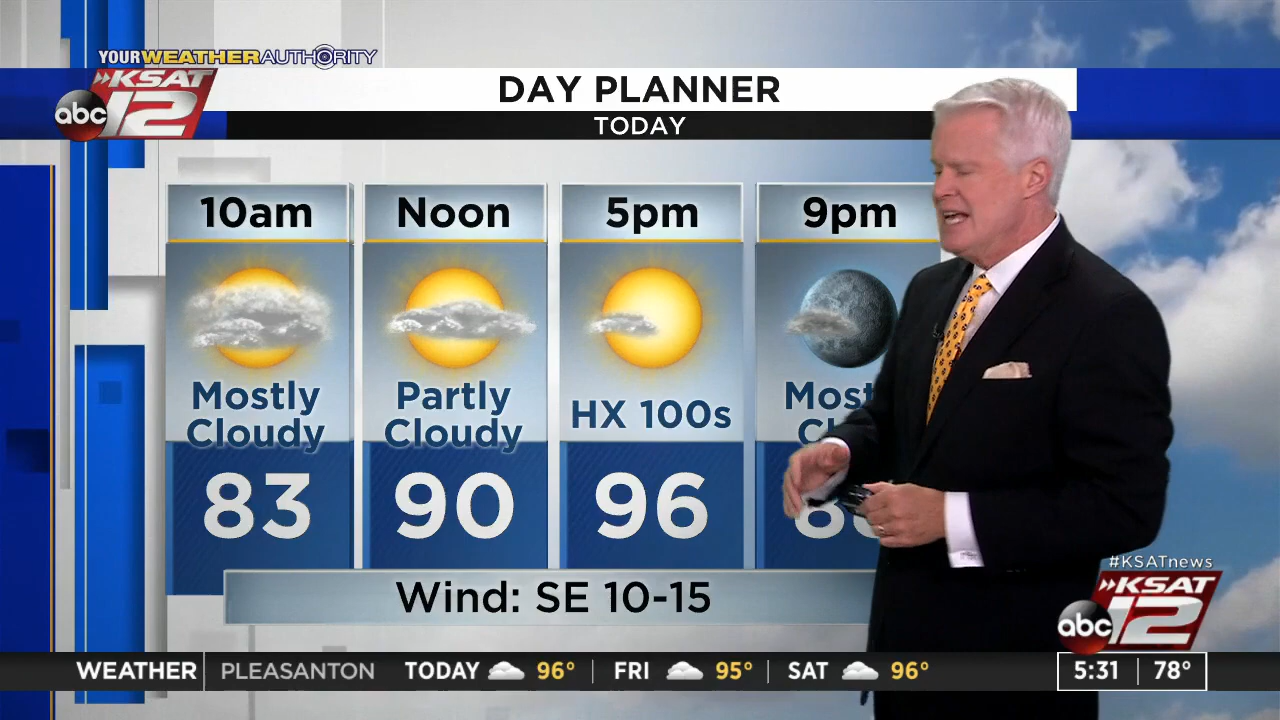 YOURWEATHERAUTHORITY
KSAT
abc 12
DAY PLANNER
TODAY
10am
Noon
5pm
9pm
Mostly
Cloudy
83
Partly
Cloudy
90
HX 100s
96
Wind: SE 10-15
#KSATnews
KSAT
abc 12
WEATHER PLEASANTON TODAY 96° FRI 95° SAT 96° 5:31 78°